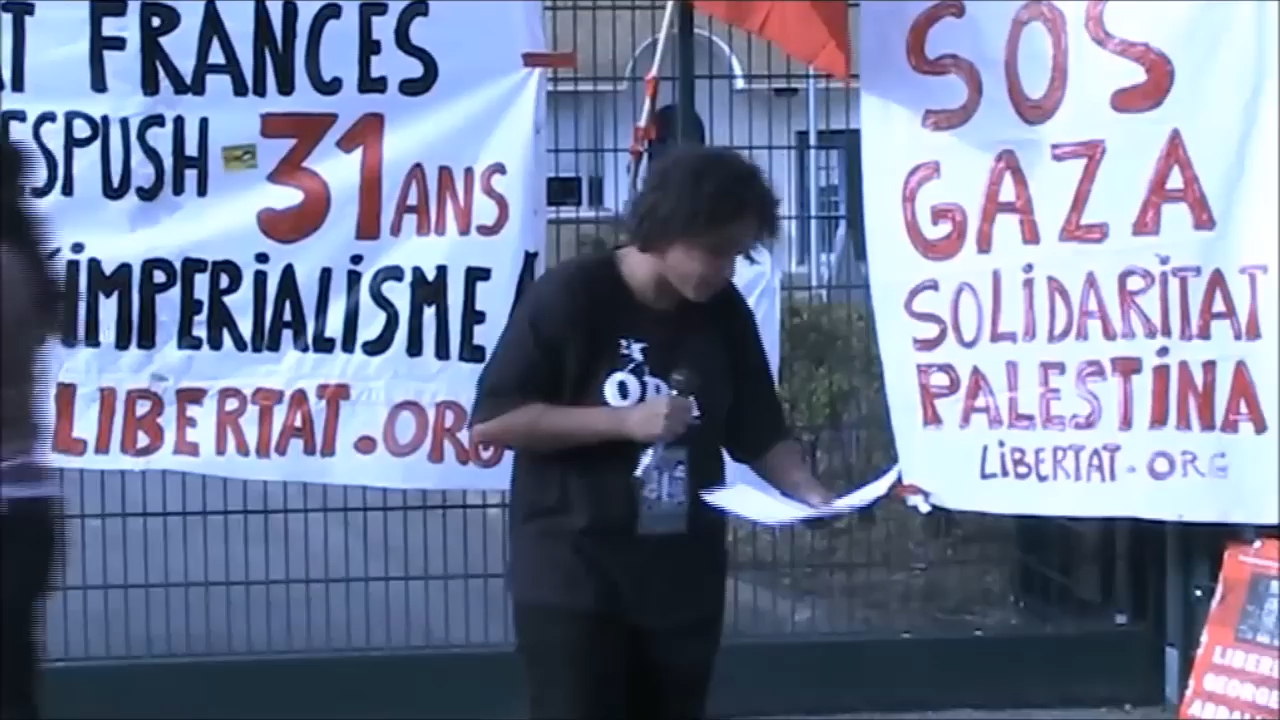 T FRANCES
ESPUSH 31 ANS
IMPERIALISME
LIBERTAT.ORG
SOS
GAZA
SOLIDARITAT
PALESTINA
LIBERTAT.ORG